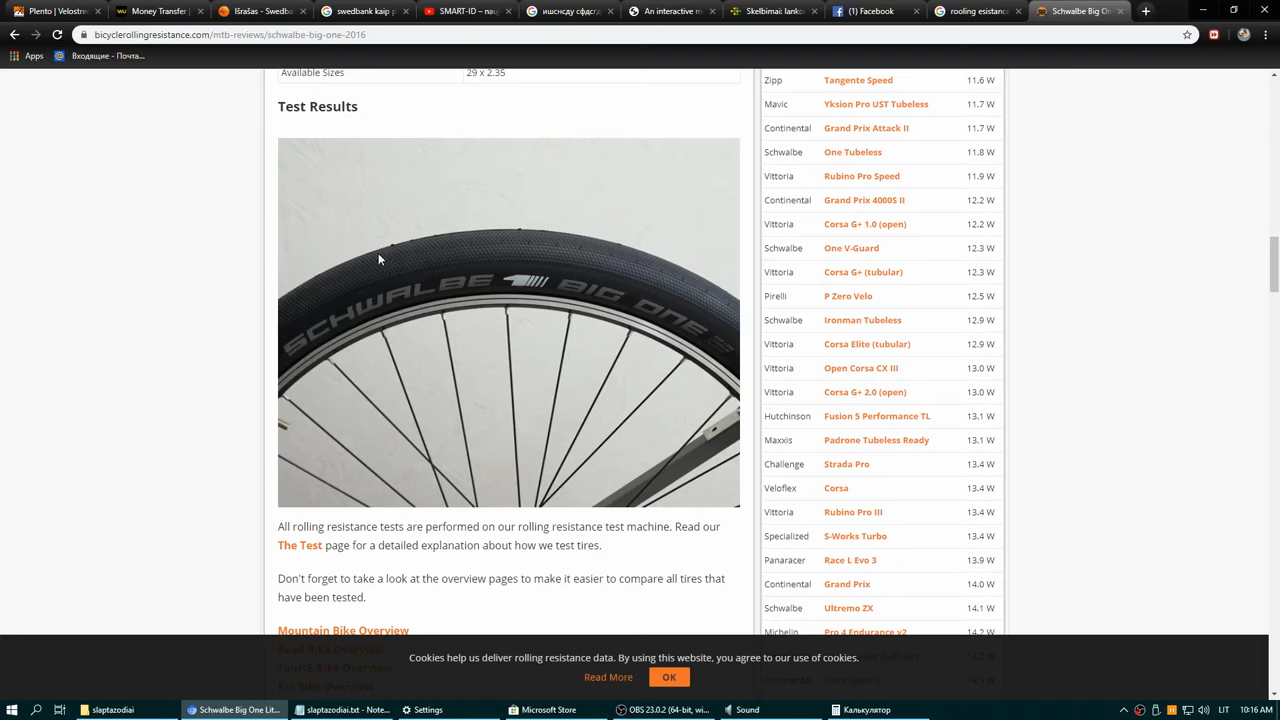 Plento | Velorest
Money Transfer |
Išrašas - Swedba
swedbank kaip p
SMART-ID – nauj
ишснсду сфдсгд
An interactive m
Skelbimai: lanko
(1) Facebook
rooling esistance
Schwalbe Big On
bicyclerollingresistance.com/mtb-reviews/schwalbe-big-one-2016
Apps
Входящие - Почта...
Available Sizes 29 x 2.35
Test Results
SCHWALBE BIG ONE
All rolling resistance tests are performed on our rolling resistance test machine. Read our
The Test page for a detailed explanation about how we test tires.
Don't forget to take a look at the overview pages to make it easier to compare all tires that
have been tested.
Mountain Bike Overview
Road Bike Overview
Tour/E-Bike Overview
Fat Bike Overview
Zipp Tangente Speed 11.6 W
Mavic Yksion Pro UST Tubeless 11.7 W
Continental Grand Prix Attack II 11.7 W
Schwalbe One Tubeless 11.8 W
Vittoria Rubino Pro Speed 11.9 W
Continental Grand Prix 4000S II 12.2 W
Vittoria Corsa G+ 1.0 (open) 12.2 W
Schwalbe One V-Guard 12.3 W
Vittoria Corsa G+ (tubular) 12.3 W
Pirelli P Zero Velo 12.5 W
Schwalbe Ironman Tubeless 12.9 W
Vittoria Corsa Elite (tubular) 12.9 W
Vittoria Open Corsa CX III 13.0 W
Vittoria Corsa G+ 2.0 (open) 13.0 W
Hutchinson Fusion 5 Performance TL 13.1 W
Maxxis Padrone Tubeless Ready 13.1 W
Challenge Strada Pro 13.4 W
Veloflex Corsa 13.4 W
Vittoria Rubino Pro III 13.4 W
Specialized S-Works Turbo 13.4 W
Panaracer Race L Evo 3 13.9 W
Continental Grand Prix 14.0 W
Schwalbe Ultremo ZX 14.1 W
Michelin Pro 4 Endurance v2 14.2 W
Cookies help us deliver rolling resistance data. By using this website, you agree to our use of cookies.
Read More OK
slaptazodiai
Schwalbe Big One Lit...
slaptazodiai.txt - Note...
Settings
Microsoft Store
OBS 23.0.2 (64-bit, wi...
Sound
Калькулятор
LIT
10:16 AM